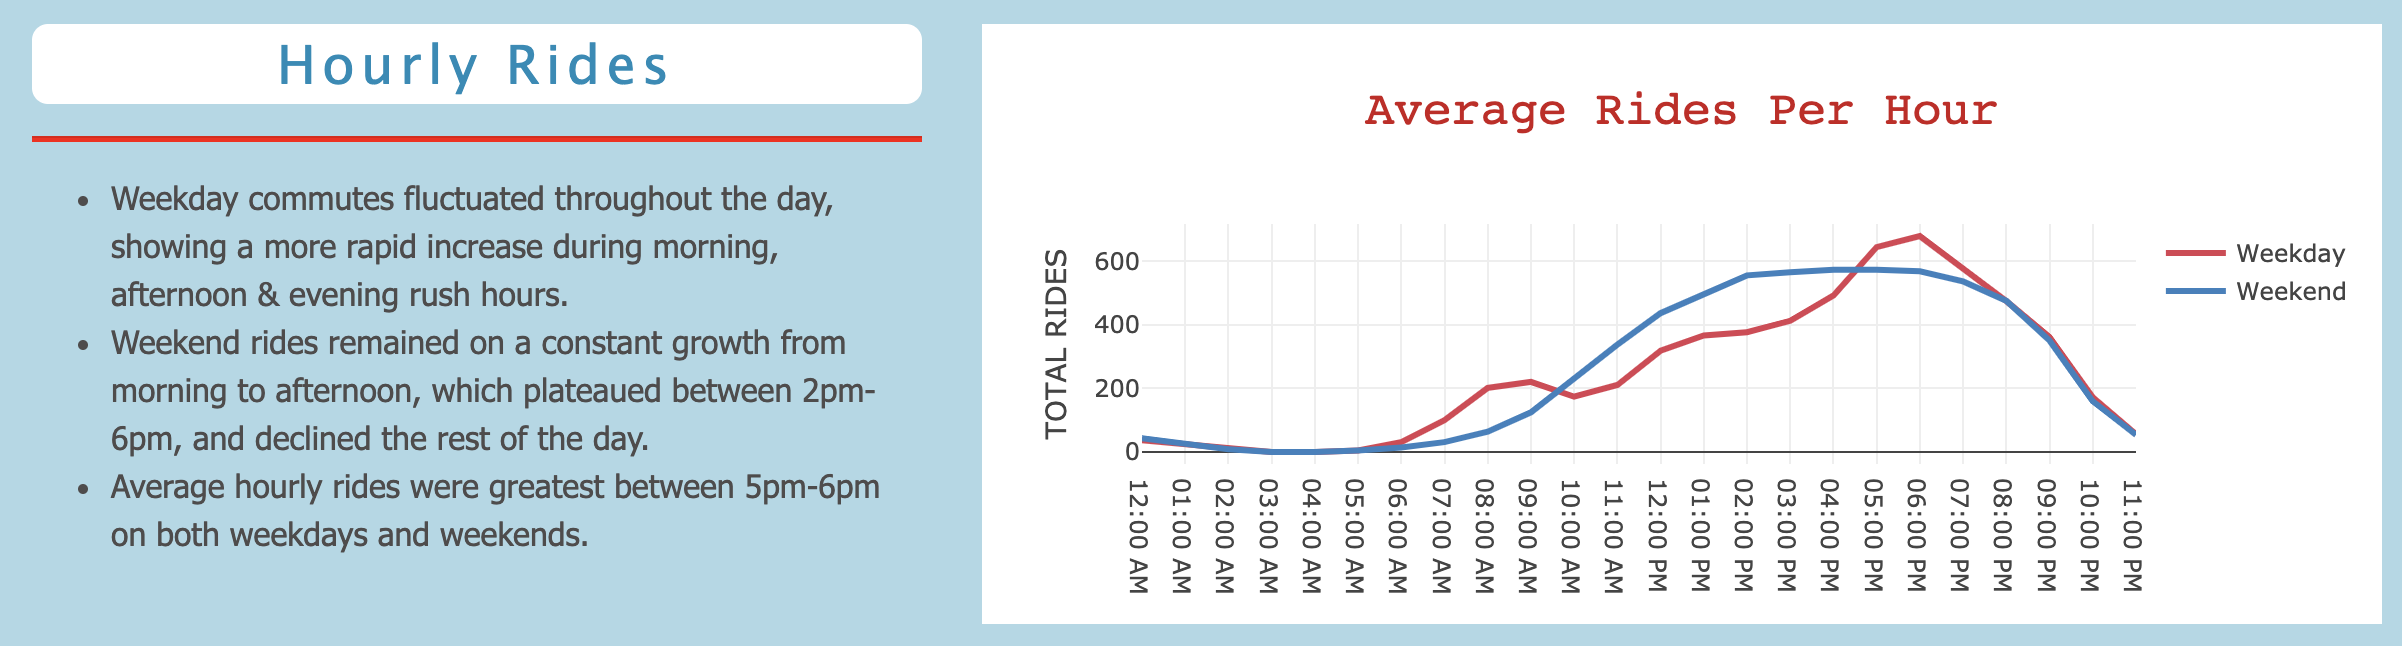 Hourly Rides
• Weekday commutes fluctuated throughout the day,
showing a more rapid increase during morning,
afternoon & evening rush hours.
• Weekend rides remained on a constant growth from
morning to afternoon, which plateaued between 2pm-
6pm, and declined the rest of the day.
• Average hourly rides were greatest between 5pm-6pm
on both weekdays and weekends.
Average Rides Per Hour
TOTAL RIDES
600
400
200
0
12:00 AM
01:00 AM
02:00 AM
03:00 AM
04:00 AM
05:00 AM
06:00 AM
07:00 AM
08:00 AM
09:00 AM
10:00 AM
11:00 AM
12:00 PM
01:00 PM
02:00 PM
03:00 PM
04:00 PM
05:00 PM
06:00 PM
07:00 PM
08:00 PM
09:00 PM
10:00 PM
11:00 PM
Weekday
Weekend